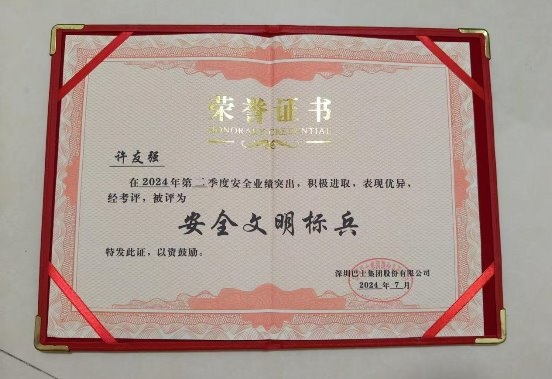 荣誉证书
HONORARY CREDENTIAL
许友强
在2024年第二季度安全业绩突出，积极进取，表现优异，
经考评，被评为
安全文明标兵
特发此证，以资鼓励。
深圳巴士集团股份有限公司
2024年7月